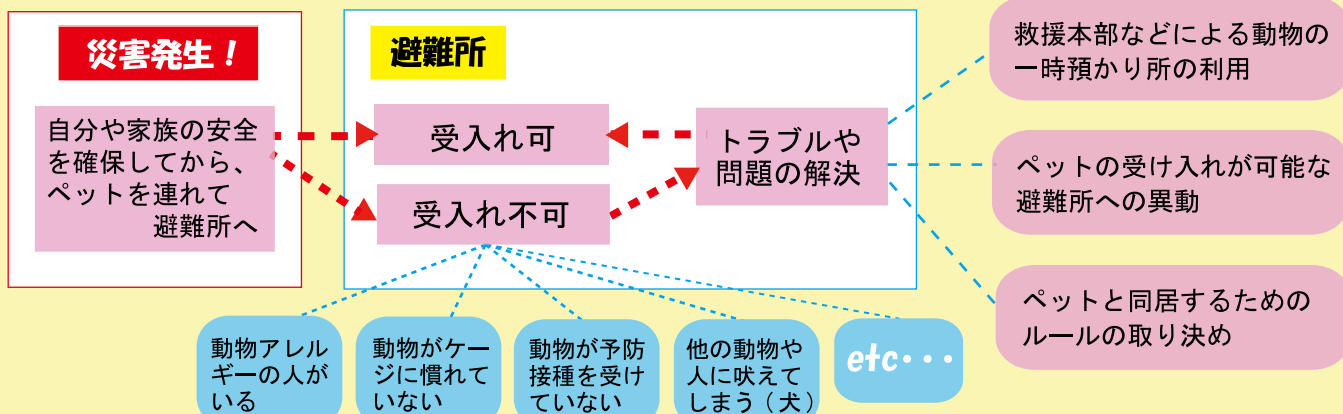 災害発生！
自分や家族の安全
を確保してから、
ペットを連れて
避難所へ
避難所
受入れ可
受入れ不可
トラブルや
問題の解決
救援本部などによる動物の
一時預かり所の利用
ペットの受け入れが可能な
避難所への異動
ペットと同居するための
ルールの取り決め
動物アレル
ギーの人が
いる
動物がケー
ジに慣れて
いない
動物が予防
接種を受け
ていない
他の動物や
人に吠えて
しまう（犬）
etc・・・